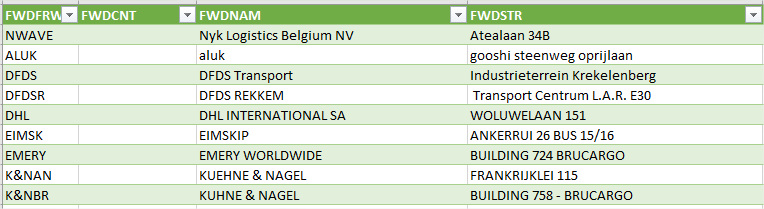 FWDFRW FWDCNT FWDNAM FWDSTR
NWAVE Nyk Logistics Belgium NV Atealaan 34B
ALUK aluk gooshi steenweg oprijlaan
DFDS DFDS Transport Industrieterrein Krekelenberg
DFDSR DFDS REKKEM Transport Centrum L.A.R. E30
DHL DHL INTERNATIONAL SA WOLUWELAAN 151
EIMSK EIMSKIP ANKERRUI 26 BUS 15/16
EMERY EMERY WORLDWIDE BUILDING 724 BRUCARGO
K&NAN KUEHNE & NAGEL FRANKRIJKLEI 115
K&NBR KUHNE & NAGEL BUILDING 758 - BRUCARGO